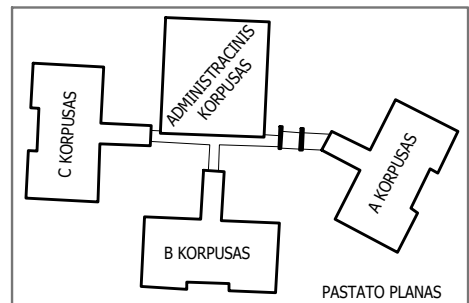 ADMINISTRACINIS
KORPUSAS
C KORPUSAS
A KORPUSAS
B KORPUSAS
PASTATO PLANAS